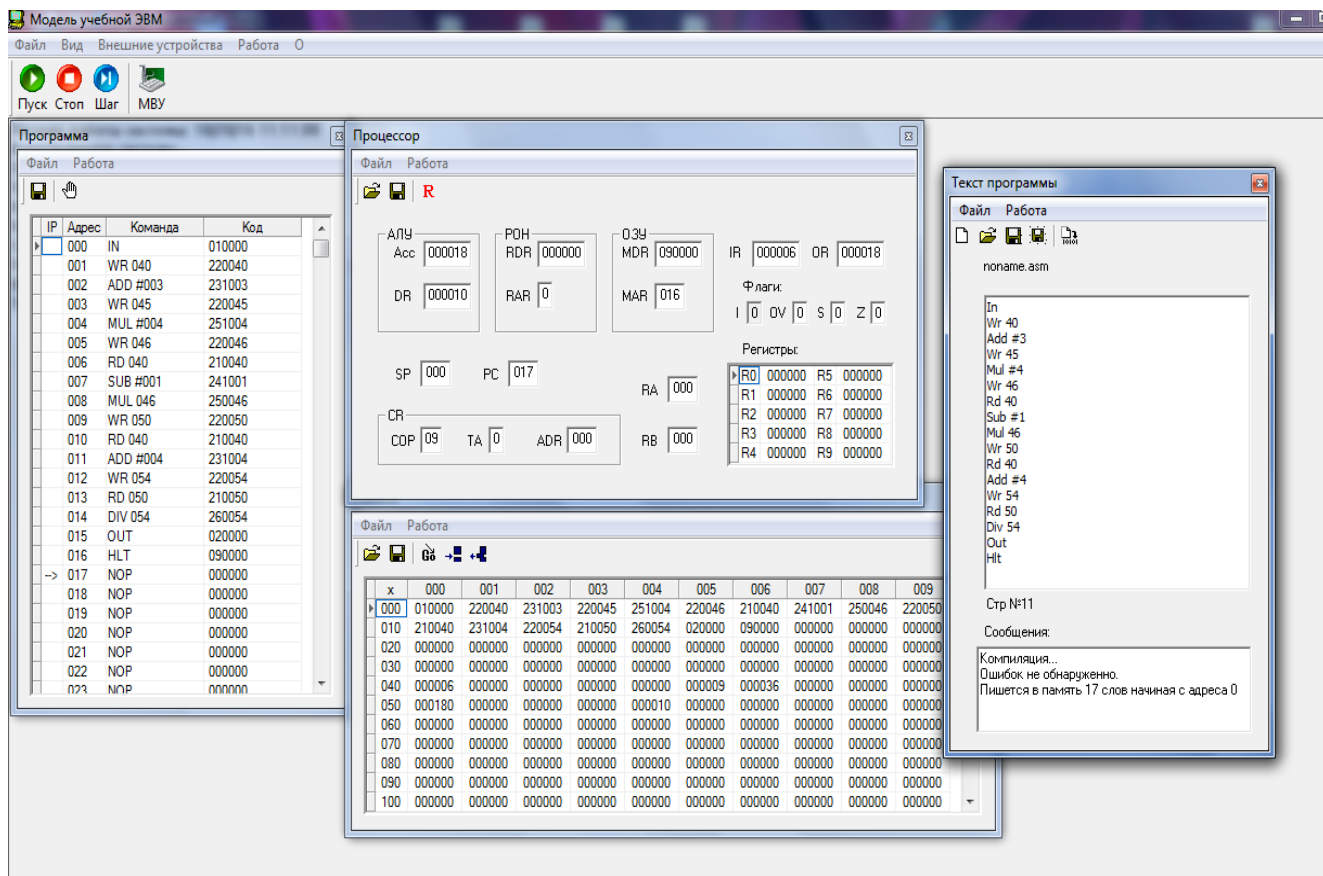 Модель учебной ЭВМ
Файл Вид Внешние устройства Работа О
Пуск Стоп Шаг МВУ
Программа
Файл Работа
IP Адрес Команда Код
000 IN 010000
001 WR 040 220040
002 ADD #003 231003
003 WR 045 220045
004 MUL #004 251004
005 WR 046 220046
006 RD 040 210040
007 SUB #001 241001
008 MUL 046 250046
009 WR 050 220050
010 RD 040 210040
011 ADD #004 231004
012 WR 054 220054
013 RD 050 210050
014 DIV 054 260054
015 OUT 020000
016 HLT 090000
--> 017 NOP 000000
018 NOP 000000
019 NOP 000000
020 NOP 000000
021 NOP 000000
022 NOP 000000
023 NOP 000000
Процессор
Файл Работа
R
АЛУ РОН ОЗУ
Acc 000018 RDR 000000 MDR 090000 IR 000006 OR 000018
Флаги:
DR 000010 RAR 0 MAR 016
I 0 OV 0 S 0 Z 0
Регистры:
SP 000 PC 017 RA 000
R0 000000 R5 000000
R1 000000 R6 000000
R2 000000 R7 000000
R3 000000 R8 000000
R4 000000 R9 000000
CR
COP 09 TA 0 ADR 000 RB 000
Файл Работа
Go
x 000 001 002 003 004 005 006 007 008 009
000 010000 220040 231003 220045 251004 220046 210040 241001 250046 220050
010 210040 231004 220054 210050 260054 020000 090000 000000 000000 000000
020 000000 000000 000000 000000 000000 000000 000000 000000 000000 000000
030 000000 000000 000000 000000 000000 000000 000000 000000 000000 000000
040 000006 000000 000000 000000 000000 000009 000036 000000 000000 000000
050 000180 000000 000000 000000 000010 000000 000000 000000 000000 000000
060 000000 000000 000000 000000 000000 000000 000000 000000 000000 000000
070 000000 000000 000000 000000 000000 000000 000000 000000 000000 000000
080 000000 000000 000000 000000 000000 000000 000000 000000 000000 000000
090 000000 000000 000000 000000 000000 000000 000000 000000 000000 000000
100 000000 000000 000000 000000 000000 000000 000000 000000 000000 000000
Текст программы
Файл Работа
noname.asm
In
Wr 40
Add #3
Wr 45
Mul #4
Wr 46
Rd 40
Sub #1
Mul 46
Wr 50
Rd 40
Add #4
Wr 54
Rd 50
Div 54
Out
Hlt
Стр №11
Сообщения:
Компиляция...
Ошибок не обнаруженно.
Пишется в память 17 слов начиная с адреса 0